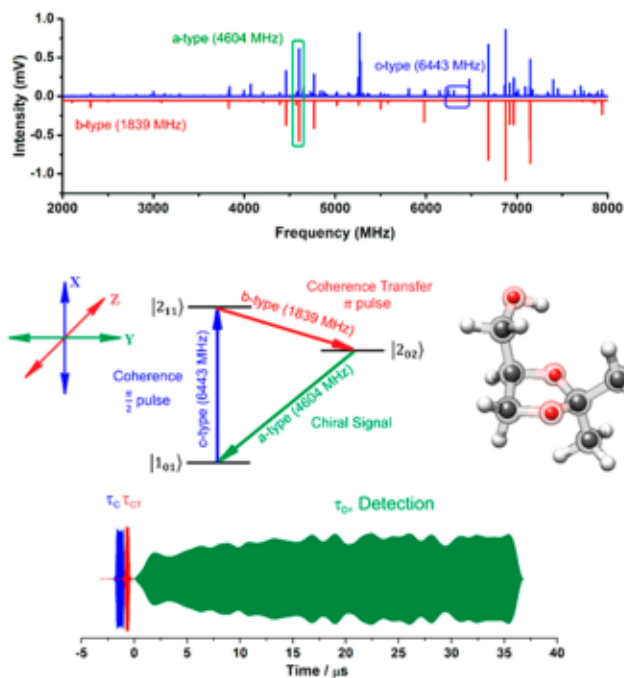 a-type (4604 MHz)
c-type (6443 MHz)
b-type (1839 MHz)
Intensity (mV)
1.0
0.5
0.0
-0.5
-1.0
2000 3000 4000 5000 6000 7000 8000
Frequency (MHz)
X
Z
Y
|2₁₁⟩
Coherence Transfer
π pulse
b-type (1839 MHz)
|2₀₂⟩
Coherence
π/2 pulse
c-type (6443 MHz)
a-type (4604 MHz)
Chiral Signal
|1₀₁⟩
τC τCT
τD, Detection
-5 0 5 10 15 20 25 30 35 40
Time / μs